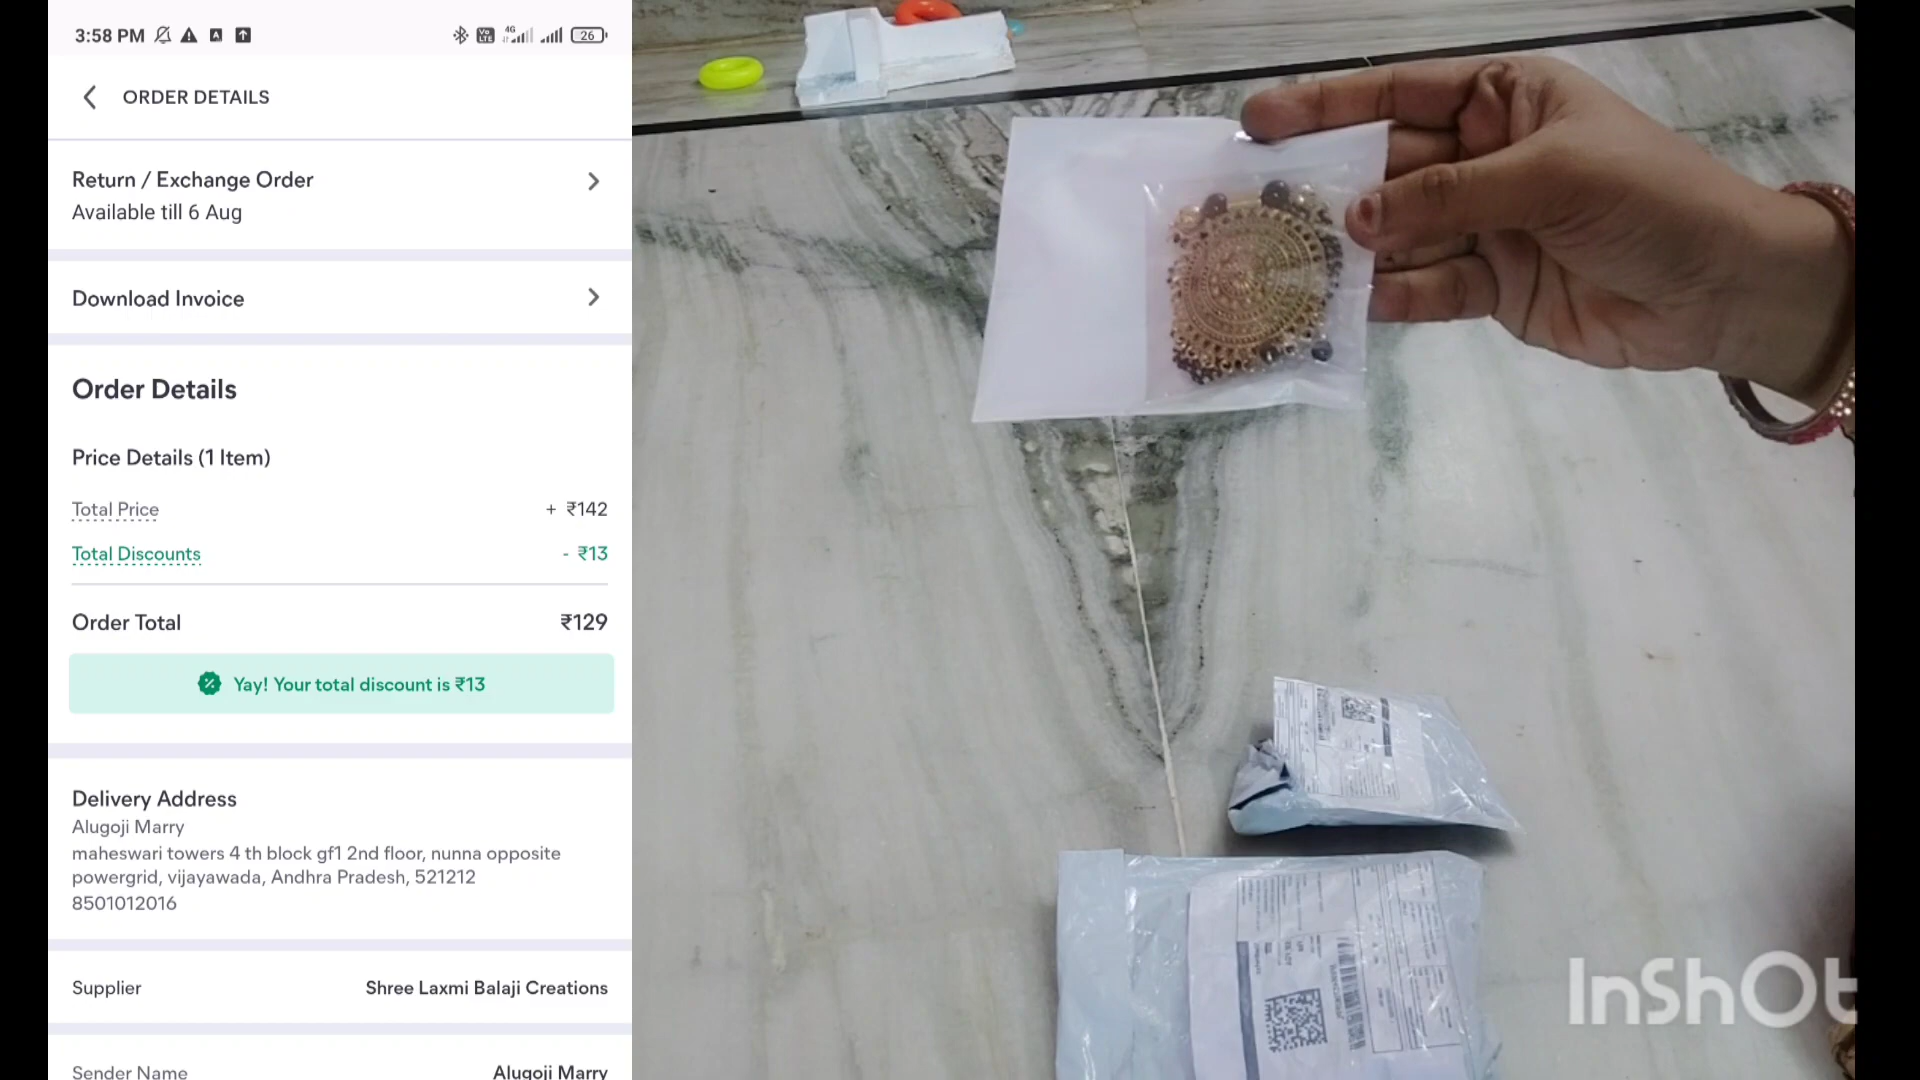 3:58 PM
4G
26
ORDER DETAILS
Return / Exchange Order
Available till 6 Aug
Download Invoice
Order Details
Price Details (1 Item)
Total Price + ₹142
Total Discounts - ₹13
Order Total ₹129
Yay! Your total discount is ₹13
Delivery Address
Alugoji Marry
maheswari towers 4 th block gf1 2nd floor, nunna opposite
powergrid, vijayawada, Andhra Pradesh, 521212
8501012016
Supplier Shree Laxmi Balaji Creations
Sender Name Alugoji Marry
InShOt